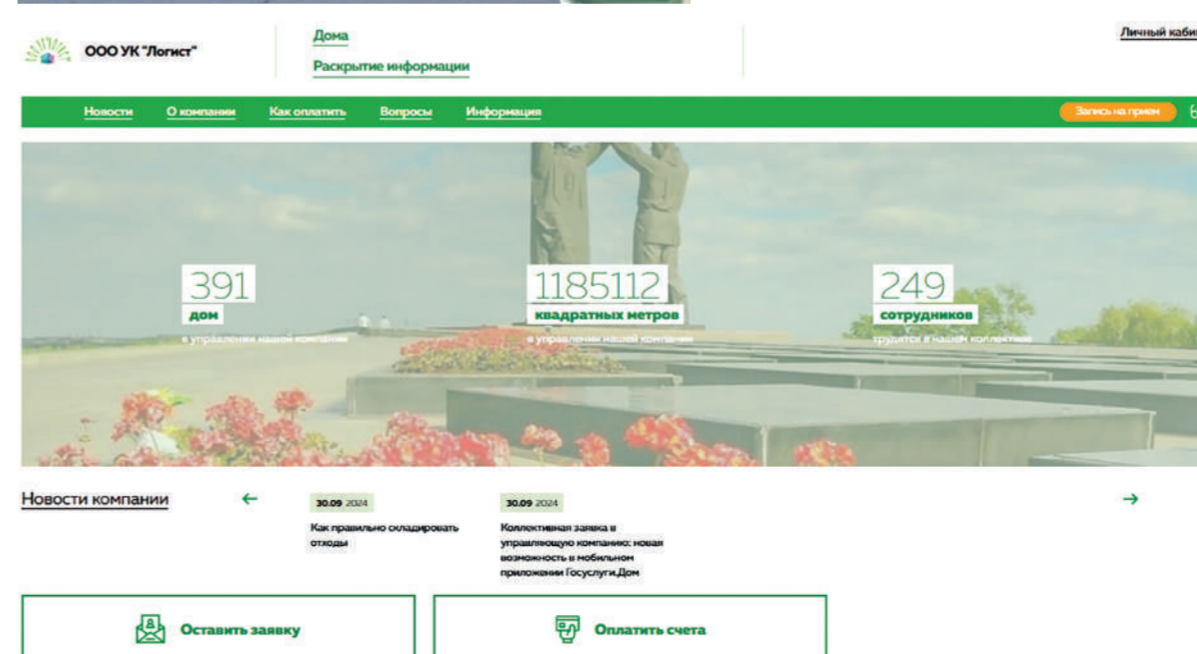 ООО УК "Логист"
Дома
Раскрытие информации
Личный каби
Новости
О компании
Как оплатить
Вопросы
Информация
Запись на прием
391
дом
в управлении нашей компании
1185112
квадратных метров
в управлении нашей компании
249
сотрудников
трудятся в нашем коллективе
Новости компании
←
30.09 2024
Как правильно складировать
отходы
30.09 2024
Коллективная заявка в
управляющую компанию: новая
возможность в мобильном
приложении Госуслуги.Дом
→
Оставить заявку
Оплатить счета